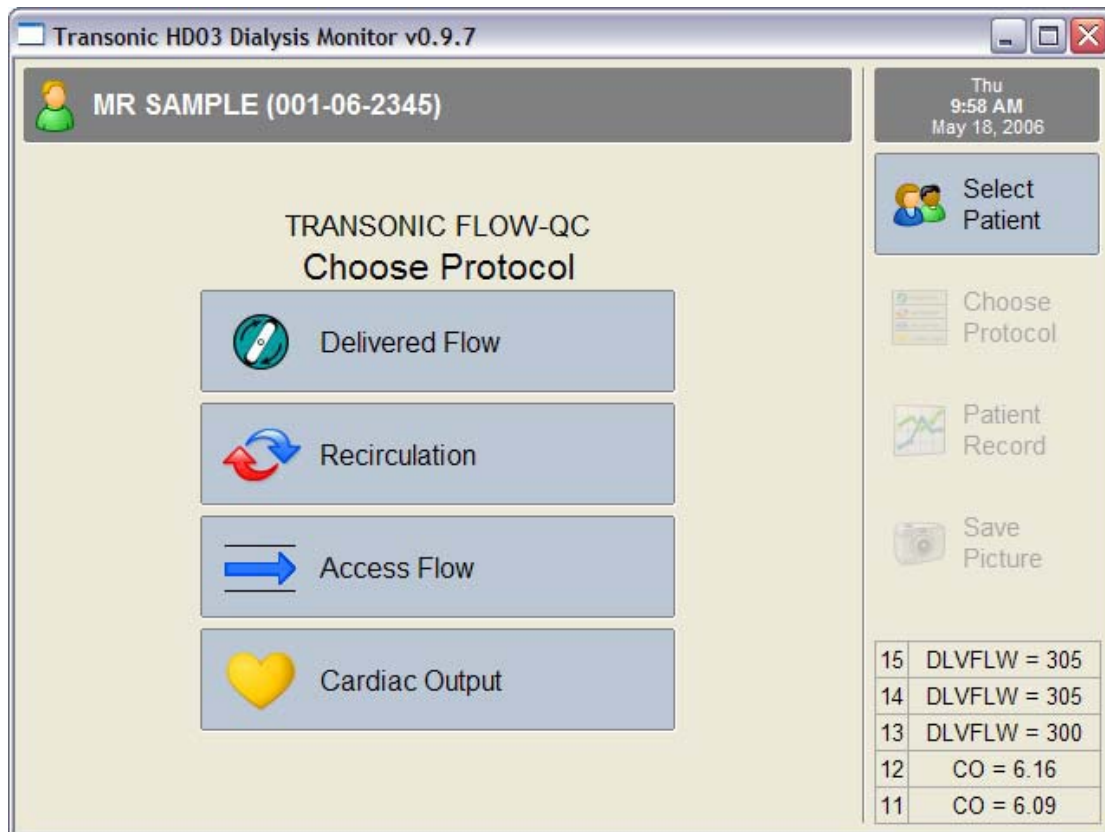 Transonic HD03 Dialysis Monitor v0.9.7
MR SAMPLE (001-06-2345)
Thu
9:58 AM
May 18, 2006
TRANSONIC FLOW-QC
Choose Protocol
Delivered Flow
Recirculation
Access Flow
Cardiac Output
Select
Patient
Choose
Protocol
Patient
Record
Save
Picture
15 DLVFLW = 305
14 DLVFLW = 305
13 DLVFLW = 300
12 CO = 6.16
11 CO = 6.09